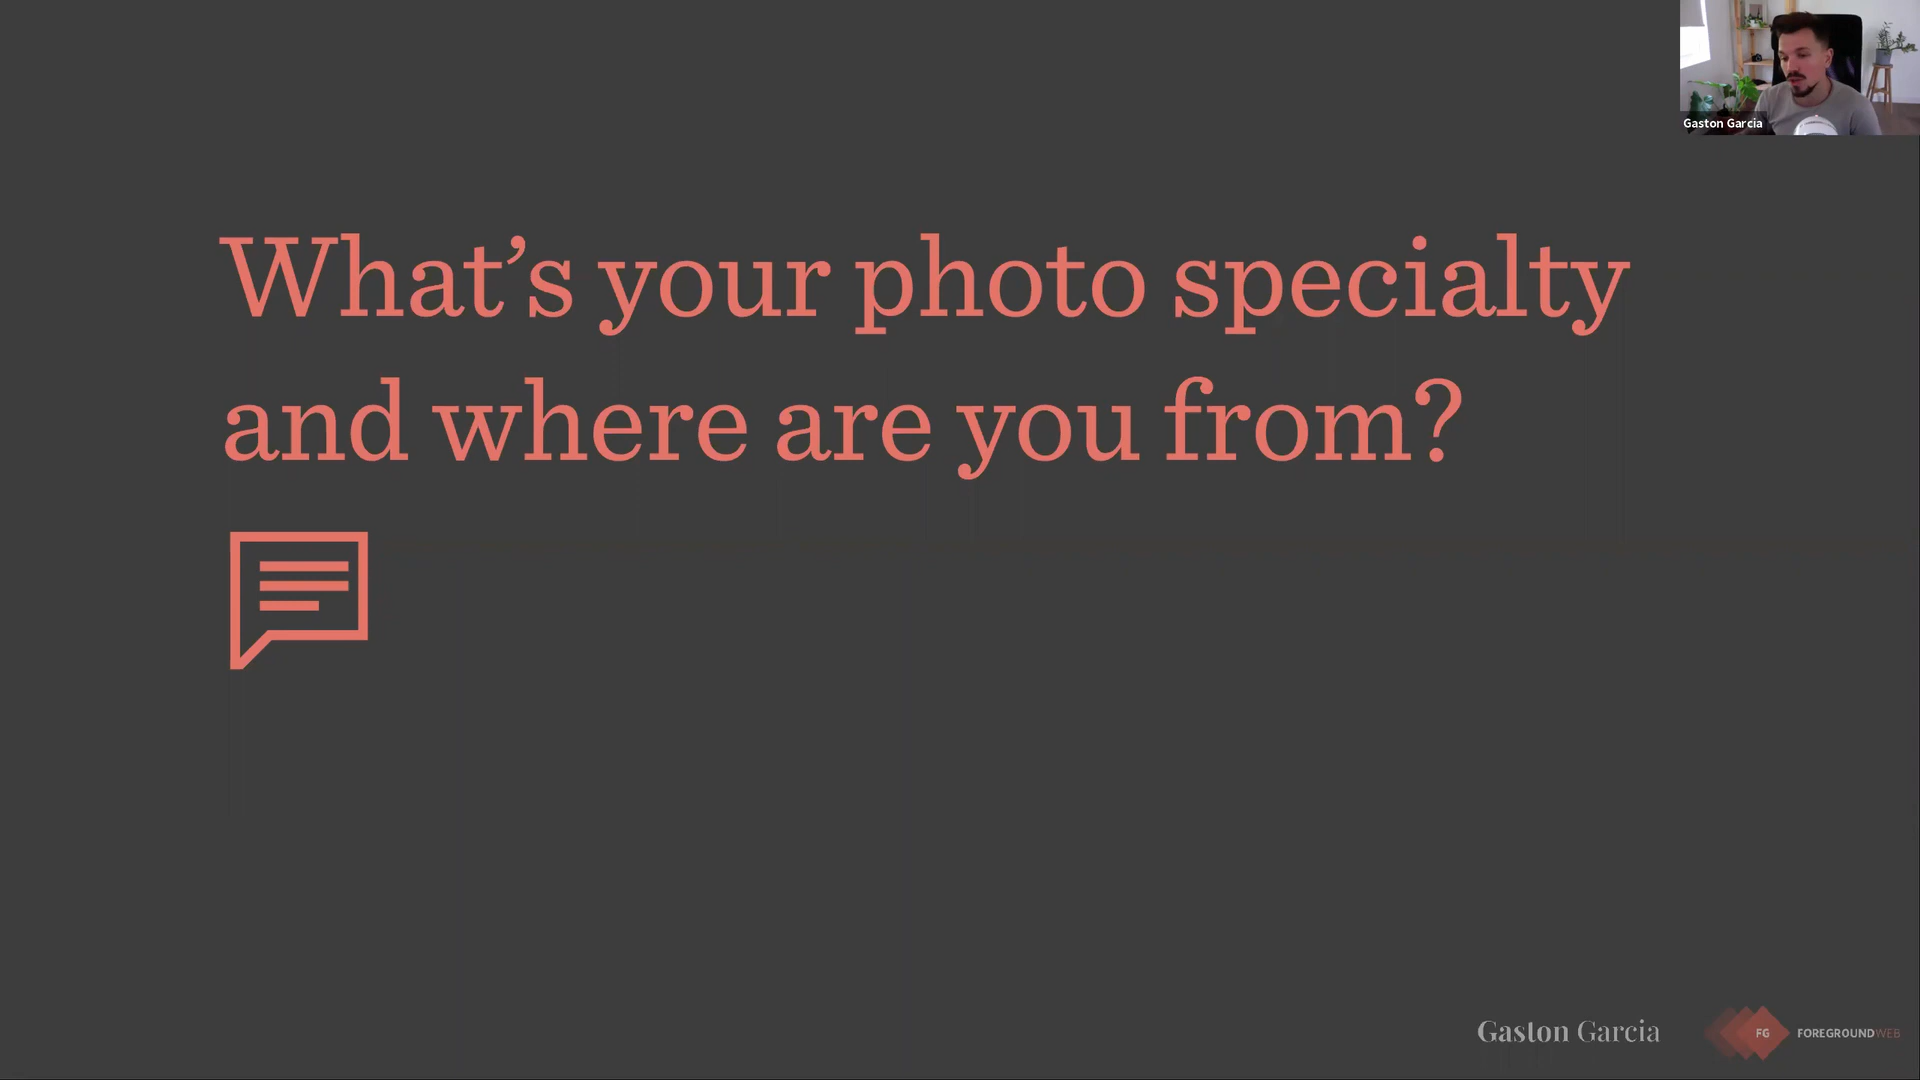 Gaston Garcia
What’s your photo specialty
and where are you from?
Gaston Garcia
FG
FOREGROUNDWEB